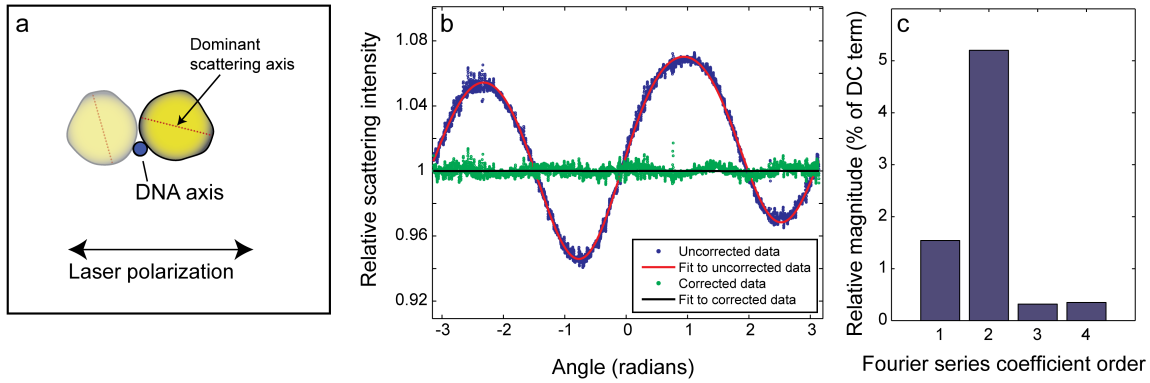 a
Dominant
scattering axis
DNA axis
Laser polarization
b
Relative scattering intensity
1.08
1.04
1
0.96
0.92
-3
-2
-1
0
1
2
3
Angle (radians)
Uncorrected data
Fit to uncorrected data
Corrected data
Fit to corrected data
c
Relative magnitude (% of DC term)
5
4
3
2
1
0
1
2
3
4
Fourier series coefficient order